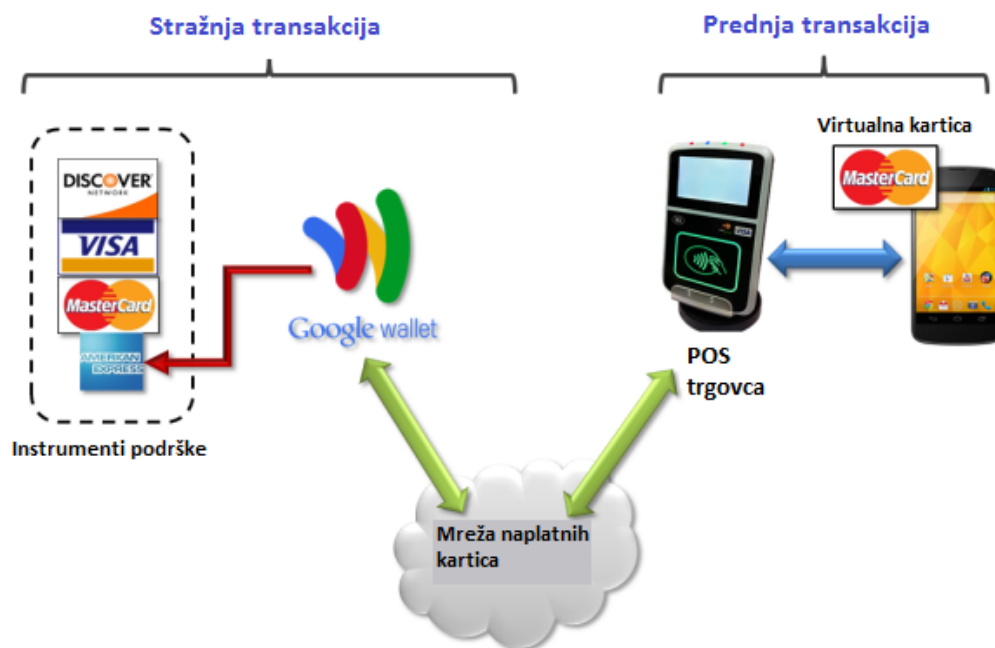 Stražnja transakcija
Prednja transakcija
Virtualna kartica
DISCOVER
NETWORK
VISA
MasterCard
AMERICAN
EXPRESS
Instrumenti podrške
Google wallet
VISA
MasterCard
POS
trgovca
Mreža naplatnih
kartica